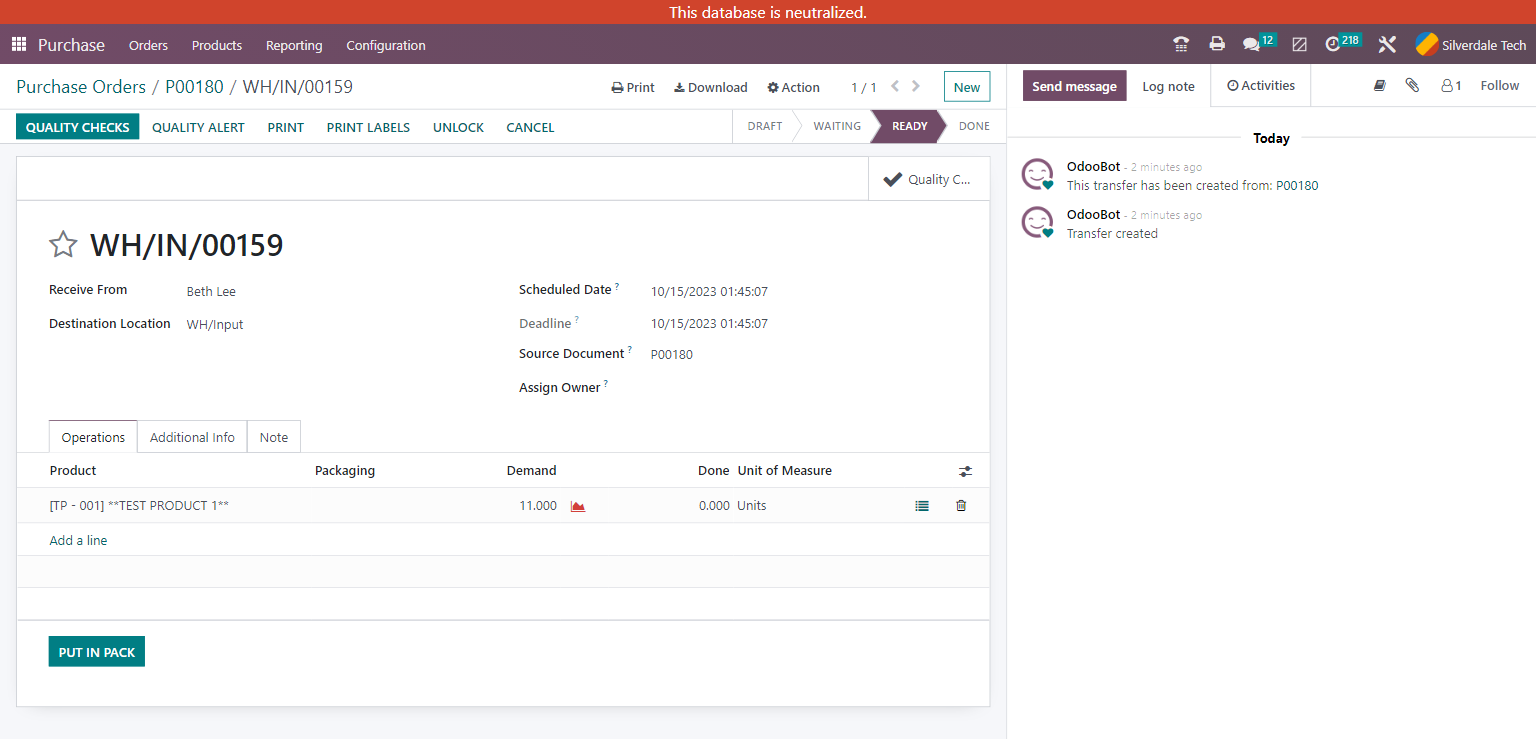 This database is neutralized.
Purchase Orders Products Reporting Configuration 12 218 Silverdale Tech
Purchase Orders / P00180 / WH/IN/00159 Print Download Action 1 / 1 New
QUALITY CHECKS QUALITY ALERT PRINT PRINT LABELS UNLOCK CANCEL DRAFT WAITING READY DONE
Quality C...
WH/IN/00159
Receive From Beth Lee
Destination Location WH/Input
Scheduled Date ? 10/15/2023 01:45:07
Deadline ? 10/15/2023 01:45:07
Source Document ? P00180
Assign Owner ?
Operations Additional Info Note
Product Packaging Demand Done Unit of Measure
[TP - 001] **TEST PRODUCT 1** 11.000 0.000 Units
Add a line
PUT IN PACK
Send message Log note Activities 1 Follow
Today
OdooBot - 2 minutes ago
This transfer has been created from: P00180
OdooBot - 2 minutes ago
Transfer created